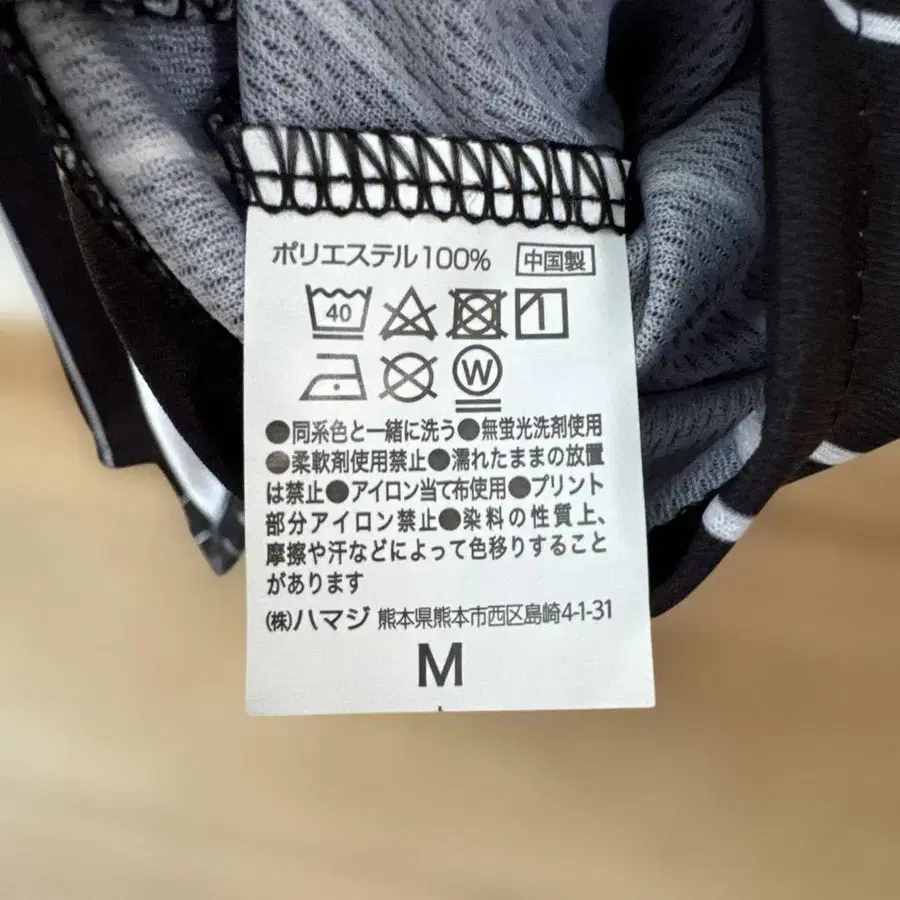 ポリエステル100% 中国製
40
W
●同系色と一緒に洗う●無蛍光洗剤使用
●柔軟剤使用禁止●濡れたままの放置
は禁止●アイロン当て布使用●プリント
部分アイロン禁止●染料の性質上、
摩擦や汗などによって色移りすること
があります
㈱ハマジ 熊本県熊本市西区島崎4-1-31
M